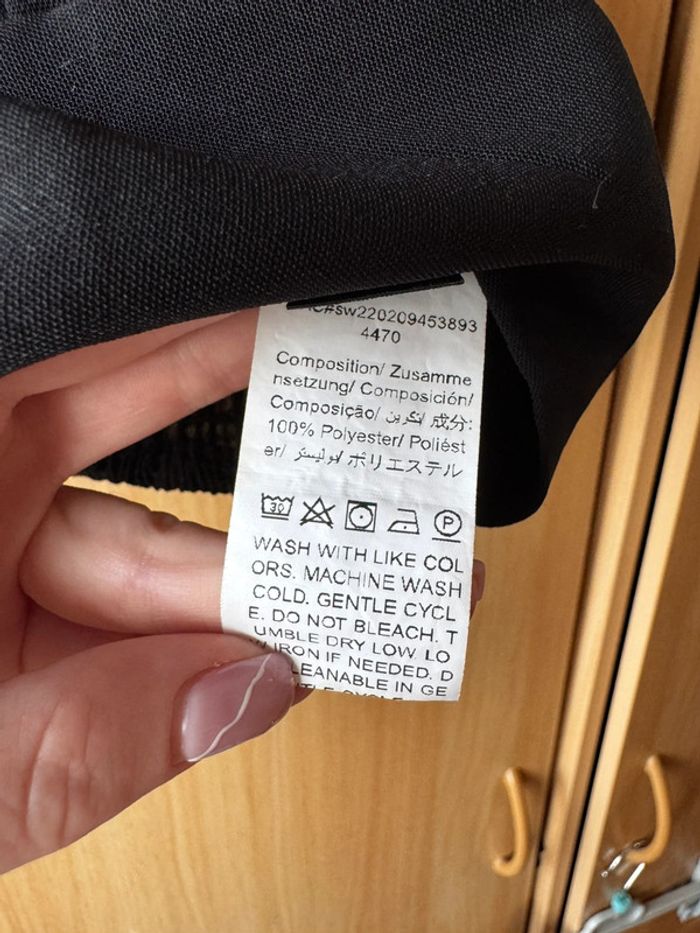 C#sw220209453893
4470
Composition/ Zusamme
nsetzung/ Composición/
Composição/ تكوين/ 成分:
100% Polyester/ Poliést
er/ بوليستر/ ポリエステル
30 P
WASH WITH LIKE COL
ORS. MACHINE WASH
COLD. GENTLE CYCL
E. DO NOT BLEACH. T
UMBLE DRY LOW. LO
W IRON IF NEEDED. D
LEANABLE IN GE